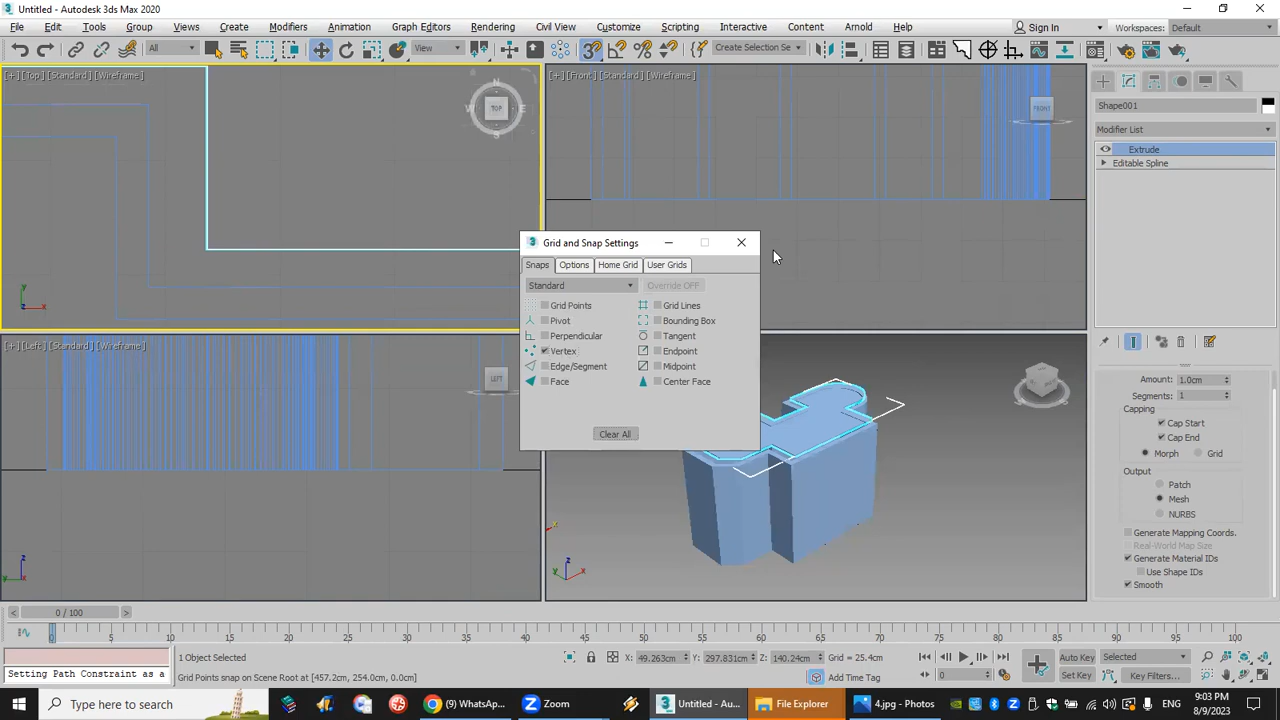 Untitled - Autodesk 3ds Max 2020
File Edit Tools Group Views Create Modifiers Animation Graph Editors Rendering Civil View Customize Scripting Interactive Content Arnold Help
Sign In Workspaces: Default
All View Create Selection Se
[+] [Top] [Standard] [Wireframe]
[+] [Front] [Standard] [Wireframe]
N W E S TOP
FRONT
Shape001
Modifier List
Extrude
Editable Spline
Grid and Snap Settings
Snaps Options Home Grid User Grids
Standard Override OFF
Grid Points Grid Lines
Pivot Bounding Box
Perpendicular Tangent
Vertex Endpoint
Edge/Segment Midpoint
Face Center Face
Clear All
[+] [Left] [Standard] [Wireframe]
LEFT
Amount: 1.0cm
Segments: 1
Capping
Cap Start
Cap End
Morph Grid
Output
Patch
Mesh
NURBS
Generate Mapping Coords.
Real-World Map Size
Generate Material IDs
Use Shape IDs
Smooth
0 / 100
0 5 10 15 20 25 30 35 40 45 50 55 60 65 70 75 80 85 90 95 100
1 Object Selected
X: 49.263cm Y: 297.831cm Z: 140.24cm Grid = 25.4cm
Auto Key Selected
Setting Path Constraint as a
Grid Points snap on Scene Root at [457.2cm, 254.0cm, 0.0cm]
Add Time Tag
0
Set Key Key Filters...
Type here to search
(4) WhatsApp...
Zoom
Untitled - Au...
File Explorer
4.jpg - Photos
9:03 PM
8/9/2023